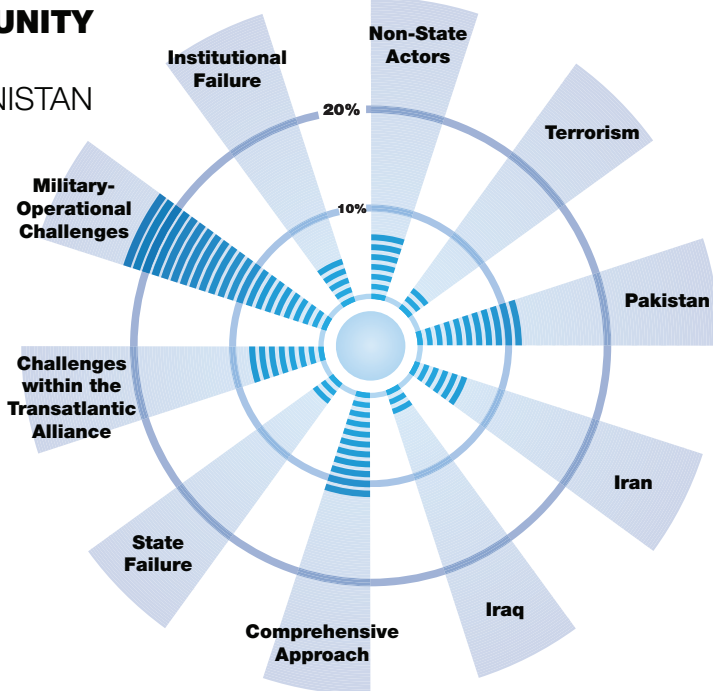 UNITY
NISTAN
Non-State
Actors
Institutional
Failure
20%
Terrorism
Military-
Operational
Challenges
10%
Pakistan
Challenges
within the
Transatlantic
Alliance
Iran
State
Failure
Iraq
Comprehensive
Approach